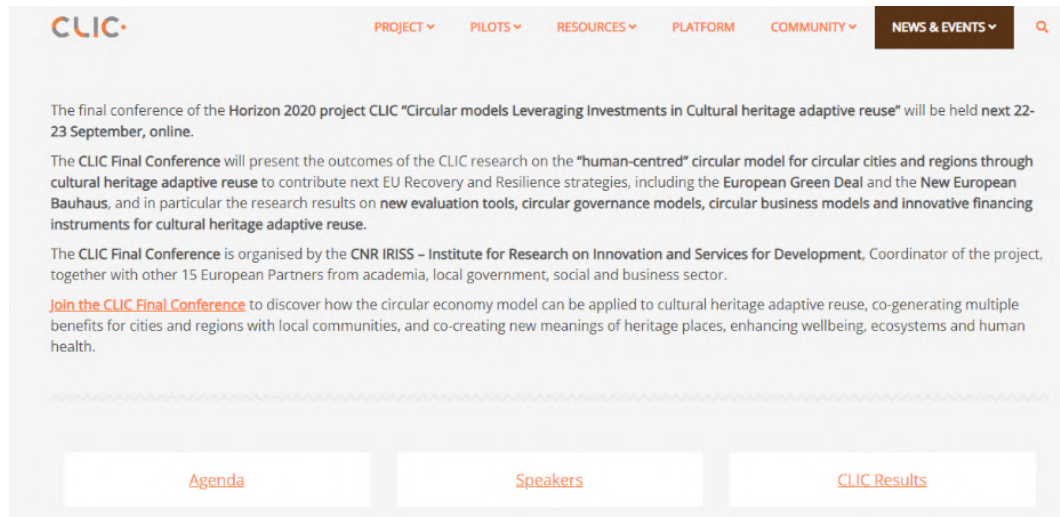 CLIC
PROJECT PILOTS RESOURCES PLATFORM COMMUNITY NEWS & EVENTS
The final conference of the Horizon 2020 project CLIC “Circular models Leveraging Investments in Cultural heritage adaptive reuse” will be held next 22-
23 September, online.
The CLIC Final Conference will present the outcomes of the CLIC research on the “human-centred” circular model for circular cities and regions through
cultural heritage adaptive reuse to contribute next EU Recovery and Resilience strategies, including the European Green Deal and the New European
Bauhaus, and in particular the research results on new evaluation tools, circular governance models, circular business models and innovative financing
instruments for cultural heritage adaptive reuse.
The CLIC Final Conference is organised by the CNR IRISS – Institute for Research on Innovation and Services for Development, Coordinator of the project,
together with other 15 European Partners from academia, local government, social and business sector.
Join the CLIC Final Conference to discover how the circular economy model can be applied to cultural heritage adaptive reuse, co-generating multiple
benefits for cities and regions with local communities, and co-creating new meanings of heritage places, enhancing wellbeing, ecosystems and human
health.
Agenda Speakers CLIC Results